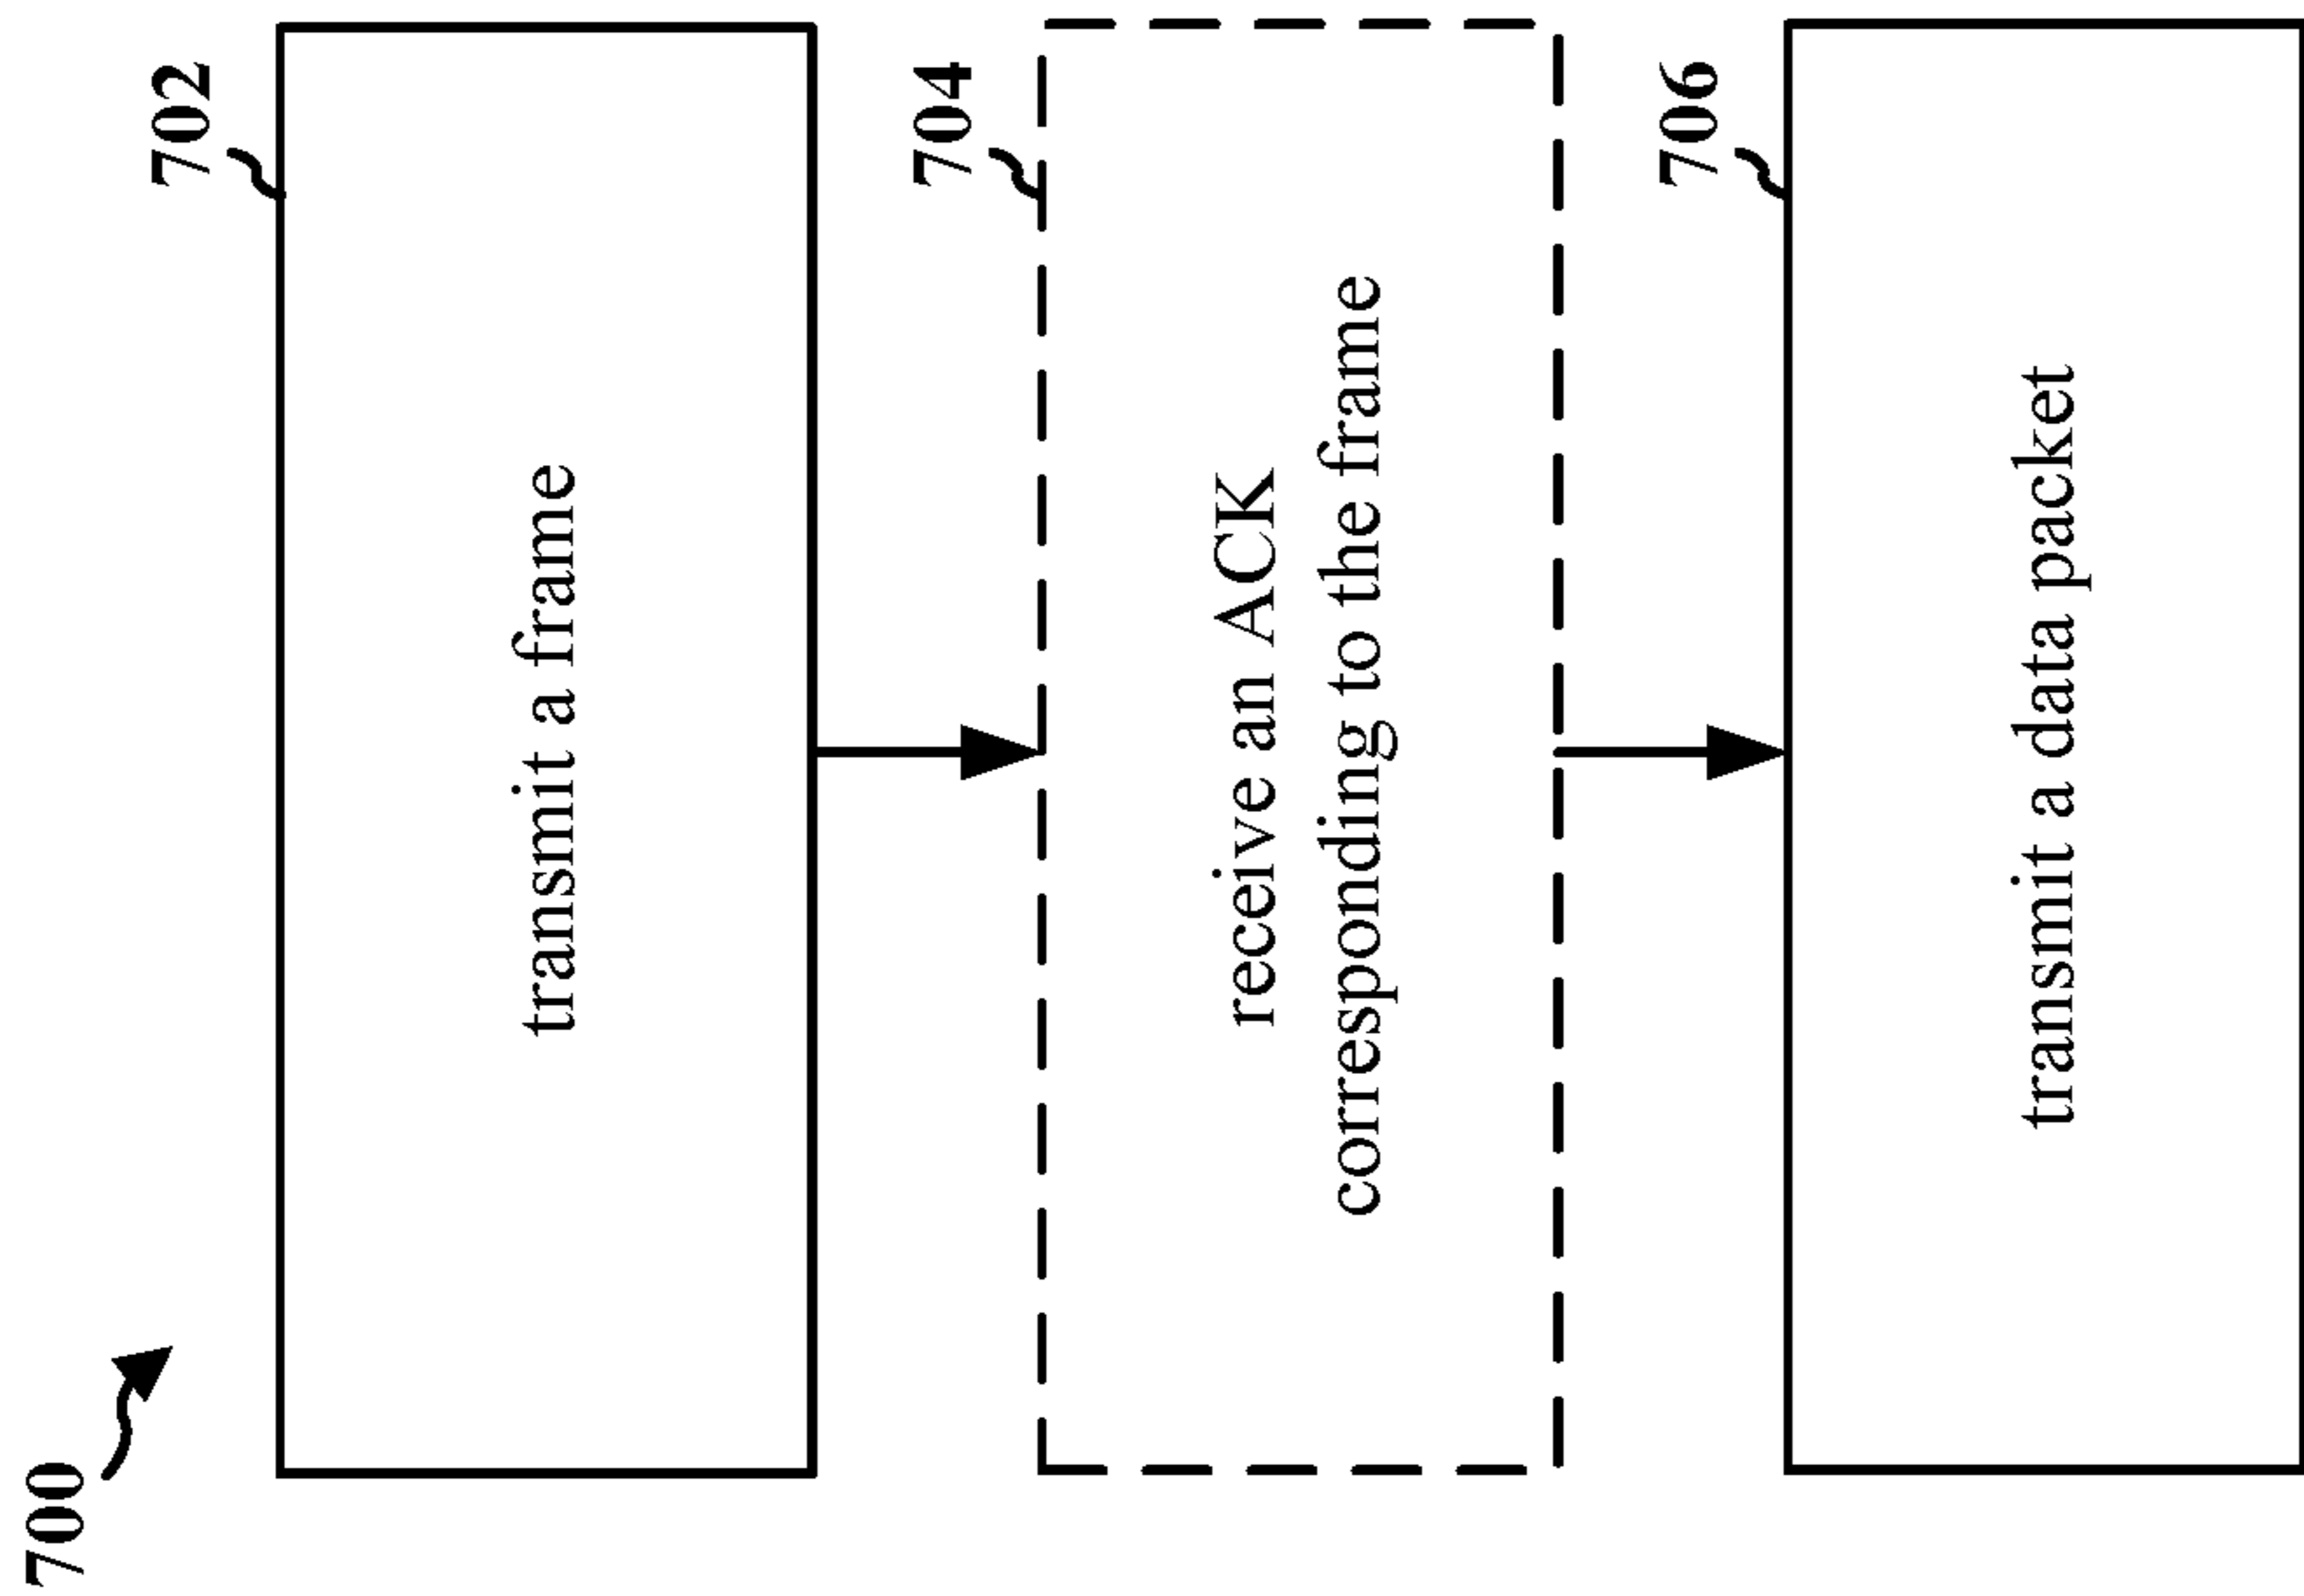 700
702
transmit a frame
704
receive an ACK
corresponding to the frame
706
transmit a data packet